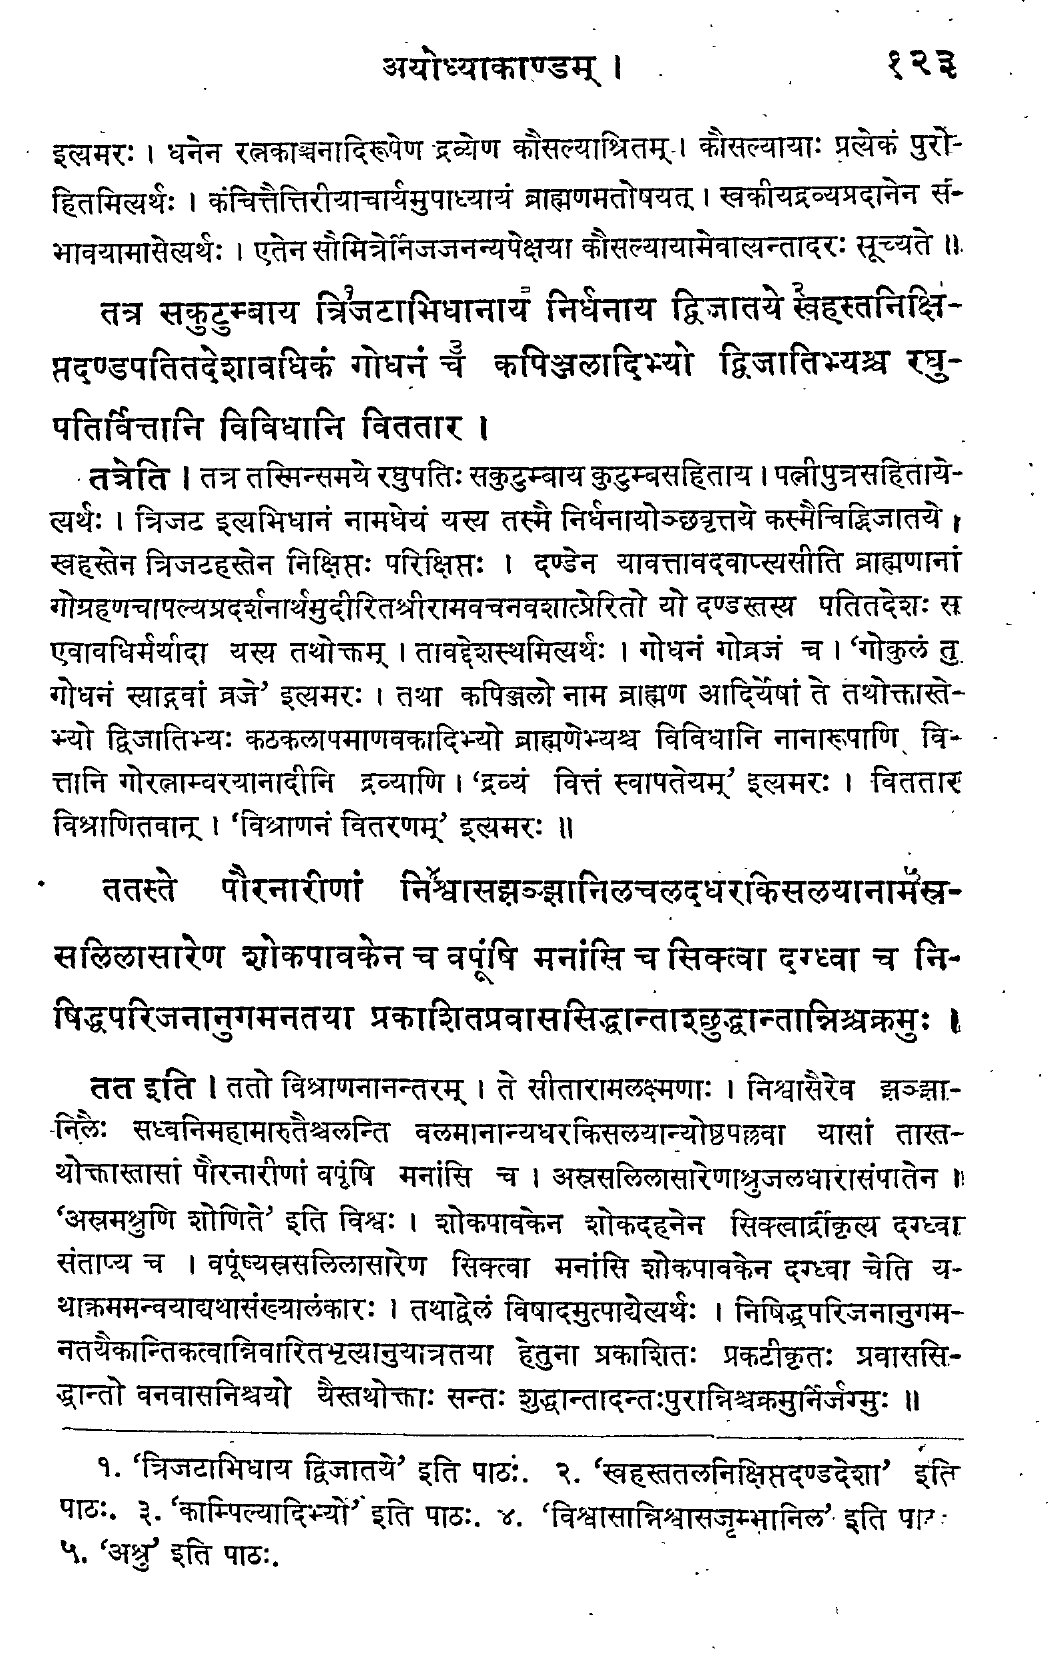 अयोध्याकाण्डम् । १२३
इत्यमरः । धनेन रत्नकाञ्चनादिरूपेण द्रव्येण कौसल्याश्रितम् । कौसल्यायाः प्रत्येकं पुरो-
हितमित्यर्थः । कंचित्तैत्तिरीयाचार्यमुपाध्यायं ब्राह्मणमतोषयत् । स्वकीयद्रव्यप्रदानेन सं-
भावयामासेत्यर्थः । एतेन सौमित्रेर्निजजनन्यपेक्षया कौसल्यायामेवात्यन्तादरः सूच्यते ॥
तत्र सकुटुम्बाय त्रि१जटाभिधानाय निर्धनाय द्विजातये स्व२हस्तनिक्षि-
प्तदण्डपतितदेशावधिकं गोधनं च३ कपिञ्जलादिभ्यो द्विजातिभ्यश्च रघु-
पतिर्वित्तानि विविधानि विततार ।
तत्रेति । तत्र तस्मिन्समये रघुपतिः सकुटुम्बाय कुटुम्बसहिताय । पत्नीपुत्रसहिताये-
त्यर्थः । त्रिजट इत्यभिधानं नामधेयं यस्य तस्मै निर्धनायोञ्छवृत्तये कस्मैचिद्द्विजातये ।
स्वहस्तेन त्रिजटहस्तेन निक्षिप्तः परिक्षिप्तः । दण्डेन यावत्तावदवाप्स्यसीति ब्राह्मणानां
गोग्रहणचापल्यप्रदर्शनार्थमुदीरितश्रीरामवचनवशात्प्रेरितो यो दण्डस्तस्य पतितदेशः स
एवावधिर्मर्यादा यस्य तथोक्तम् । तावद्देशस्थमित्यर्थः । गोधनं गोव्रजं च । ‘गोकुलं तु
गोधनं स्याद्गवां व्रजे’ इत्यमरः । तथा कपिञ्जलो नाम ब्राह्मण आदिर्येषां ते तथोक्तास्ते-
भ्यो द्विजातिभ्यः कठकलापमाणवकादिभ्यो ब्राह्मणेभ्यश्च विविधानि नानारूपाणि वि-
त्तानि गोरत्नाम्बरयानादीनि द्रव्याणि । ‘द्रव्यं वित्तं स्वापतेयम्’ इत्यमरः । विततार
विश्राणितवान् । ‘विश्राणनं वितरणम्’ इत्यमरः ॥
ततस्ते पौरनारीणां नि४श्वासझञ्झानिलचलदधरकिसलयानाम५स्र-
सलिलासारेण शोकपावकेन च वपूंषि मनांसि च सिक्त्वा दग्ध्वा च नि-
षिद्धपरिजनानुगमनतया प्रकाशितप्रवाससिद्धान्ताश्छुद्धान्तान्निश्चक्रमुः ।
तत इति । ततो विश्राणनानन्तरम् । ते सीतारामलक्ष्मणाः । निश्वासैरेव झञ्झा-
निलैः सध्वनिमहामारुतैश्चलन्ति वलमानान्यधरकिसलयान्योष्ठपल्लवा यासां तास्त-
थोक्तास्तासां पौरनारीणां वपूंषि मनांसि च । अस्रसलिलासारेणाश्रुजलधारासंपातेन ॥
‘अस्रमश्रुणि शोणिते’ इति विश्वः । शोकपावकेन शोकदहनेन सिक्त्वार्द्रीकृत्य दग्ध्वा
संताप्य च । वपूंष्यस्रसलिलासारेण सिक्त्वा मनांसि शोकपावकेन दग्ध्वा चेति य-
थाक्रममन्वयाद्यथासंख्यालंकारः । तथाद्वेलं विषादमुत्पाद्येत्यर्थः । निषिद्धपरिजनानुगम-
नतयैकान्तिकत्वान्निवारितभृत्यानुयात्रतया हेतुना प्रकाशितः प्रकटीकृतः प्रवाससि-
द्धान्तो वनवासनिश्चयो यैस्तथोक्ताः सन्तः शुद्धान्तादन्तःपुरान्निश्चक्रमुर्निर्जग्मुः ॥
१. ‘त्रिजटाभिधाय द्विजातये’ इति पाठः. २. ‘स्वहस्ततलनिक्षिप्तदण्डदेशा’ इति
पाठः. ३. ‘काम्पिल्यादिभ्यो’ इति पाठः. ४. ‘विश्वासान्निश्वासजृम्भानिल’ इति पाठः
५. ‘अश्रु’ इति पाठः.